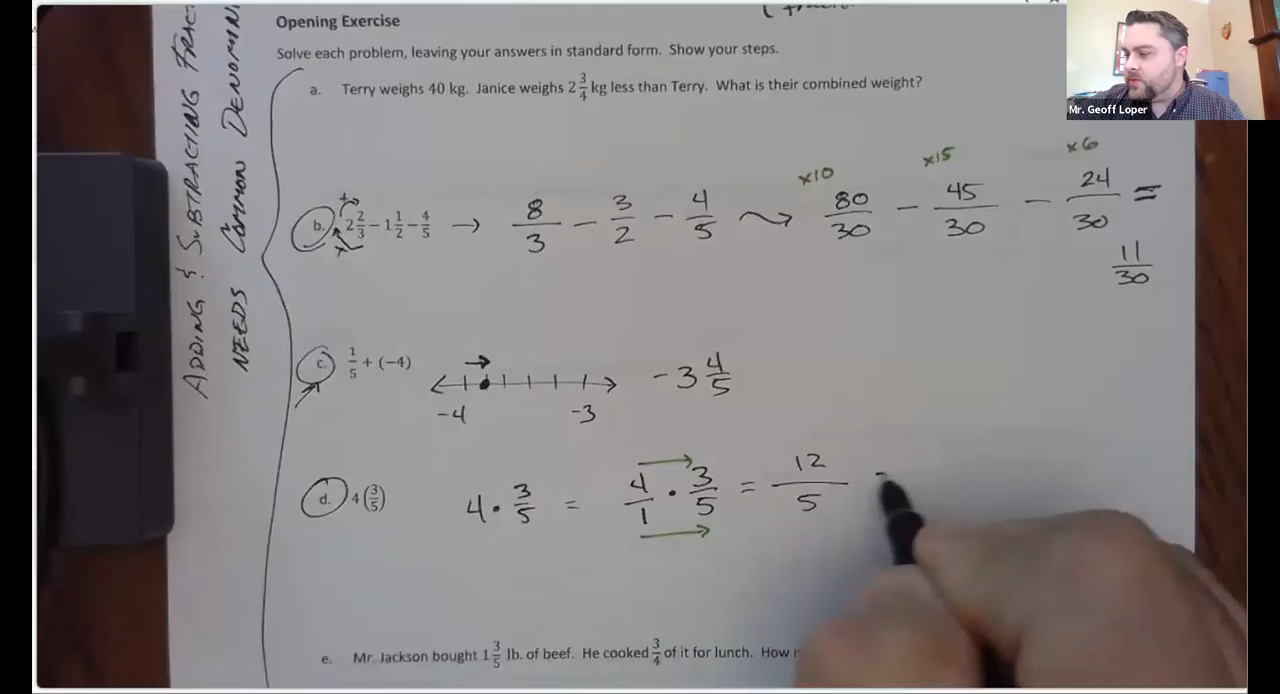 Opening Exercise
Solve each problem, leaving your answers in standard form. Show your steps.
a. Terry weighs 40 kg. Janice weighs 2 3/4 kg less than Terry. What is their combined weight?
Mr. Geoff Loper
ADDING & SUBTRACTING
NEEDS COMMON
x10 x15 x6
b. 2 2/3 − 1 1/2 − 4/5 → 8/3 − 3/2 − 4/5 → 80/30 − 45/30 − 24/30 =
11/30
c. 1/5 + (−4) -3 4/5
-4 -3
d. 4(3/5) 4 · 3/5 = 4/1 · 3/5 = 12/5
e. Mr. Jackson bought 1 3/5 lb. of beef. He cooked 3/4 of it for lunch. How